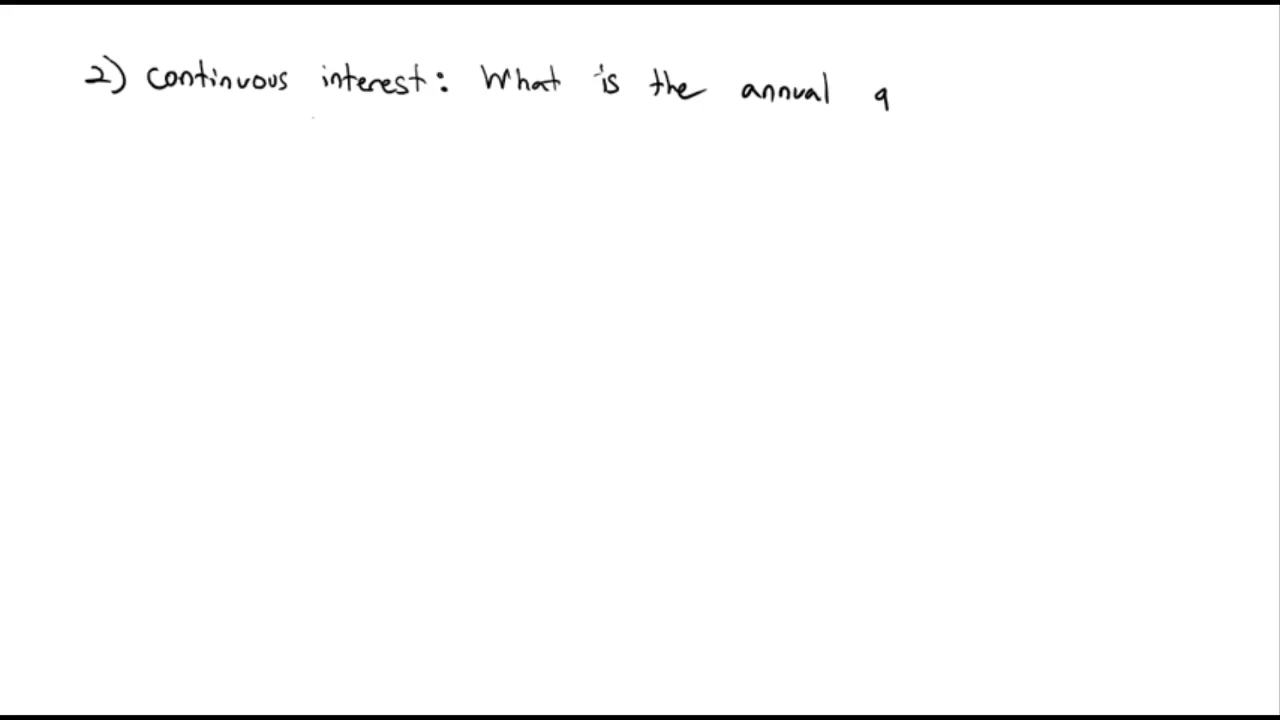 2) continuous interest: What is the annual q